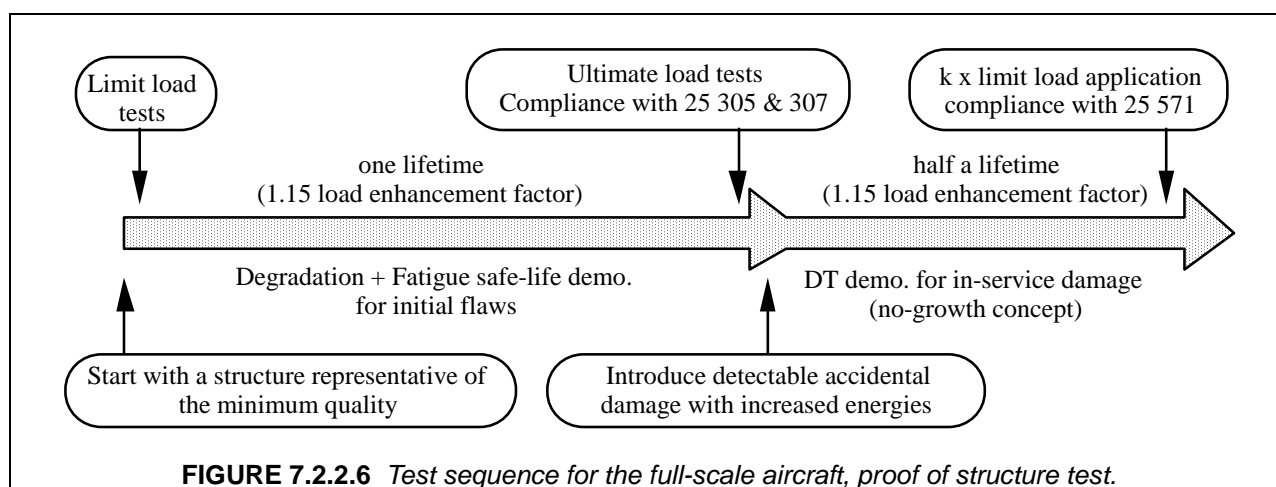 Limit load
tests
Ultimate load tests
Compliance with 25 305 & 307
k x limit load application
compliance with 25 571
one lifetime
(1.15 load enhancement factor)
half a lifetime
(1.15 load enhancement factor)
Degradation + Fatigue safe-life demo.
for initial flaws
DT demo. for in-service damage
(no-growth concept)
Start with a structure representative of
the minimum quality
Introduce detectable accidental
damage with increased energies
FIGURE 7.2.2.6 Test sequence for the full-scale aircraft, proof of structure test.